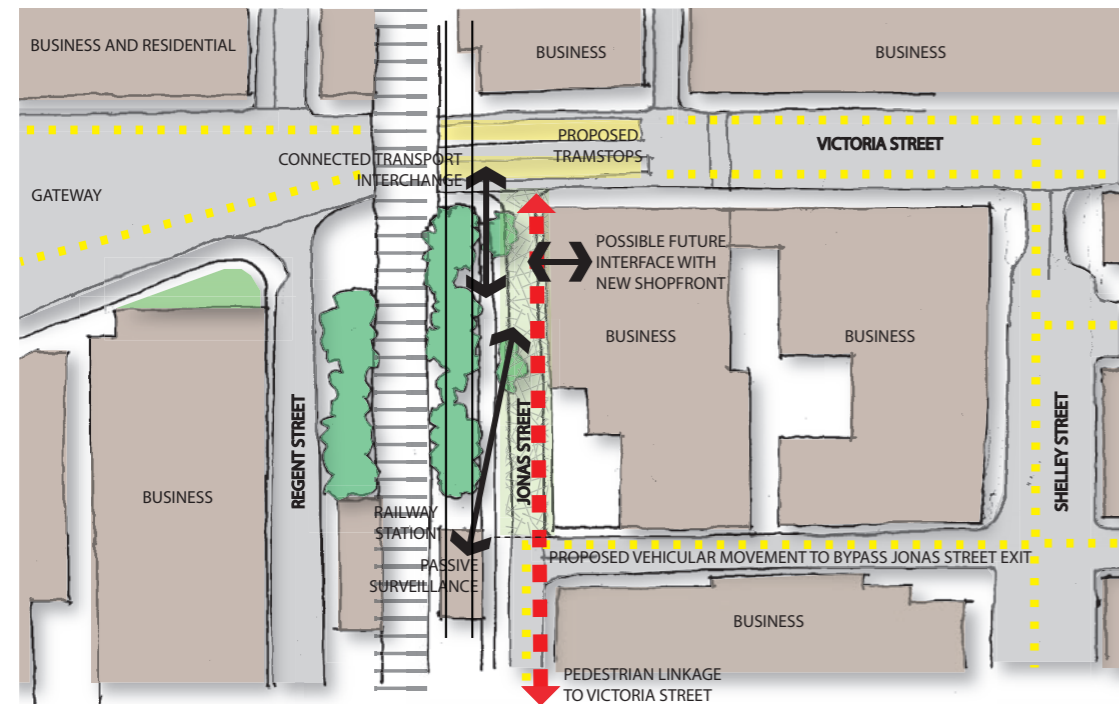 BUSINESS AND RESIDENTIAL
BUSINESS
BUSINESS
PROPOSED
TRAMSTOPS
VICTORIA STREET
CONNECTED TRANSPORT
INTERCHANGE
GATEWAY
POSSIBLE FUTURE
INTERFACE WITH
NEW SHOPFRONT
BUSINESS
BUSINESS
REGENT STREET
JONAS STREET
SHELLEY STREET
BUSINESS
RAILWAY
STATION
PASSIVE
SURVEILLANCE
PROPOSED VEHICULAR MOVEMENT TO BYPASS JONAS STREET EXIT
BUSINESS
PEDESTRIAN LINKAGE
TO VICTORIA STREET